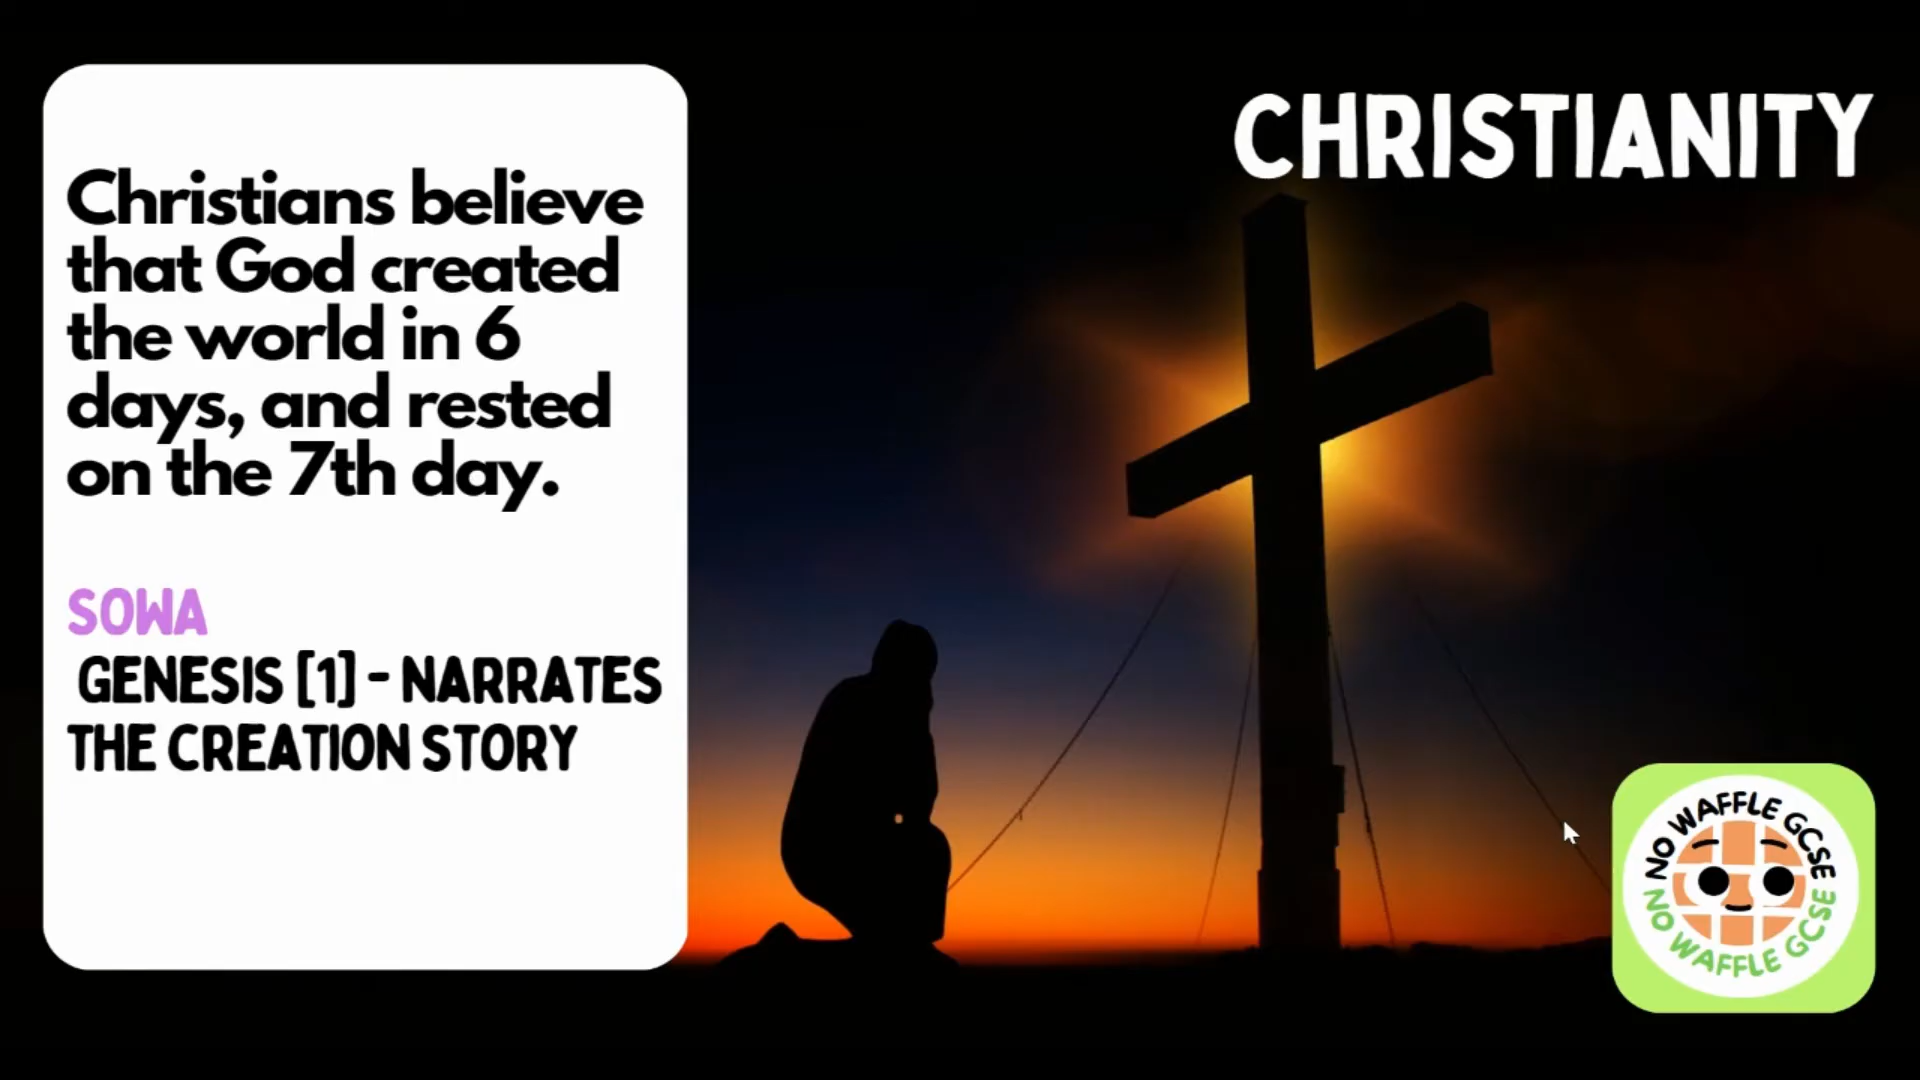 CHRISTIANITY
Christians believe
that God created
the world in 6
days, and rested
on the 7th day.
SOWA
GENESIS [1] - NARRATES
THE CREATION STORY
NO WAFFLE GCSE
NO WAFFLE GCSE